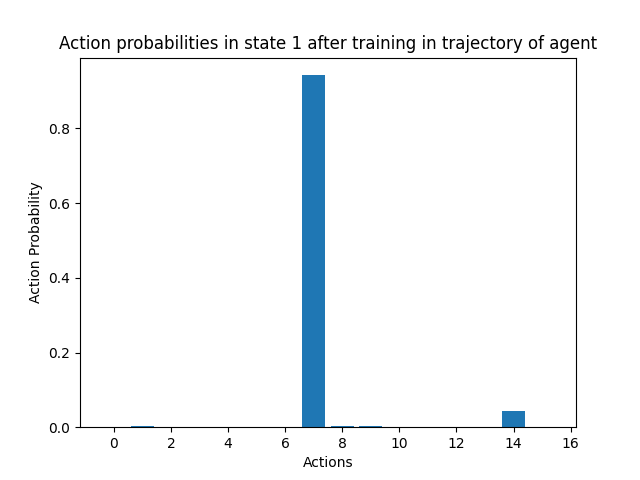 Action probabilities in state 1 after training in trajectory of agent
Action Probability
0.8
0.6
0.4
0.2
0.0
0 2 4 6 8 10 12 14 16
Actions